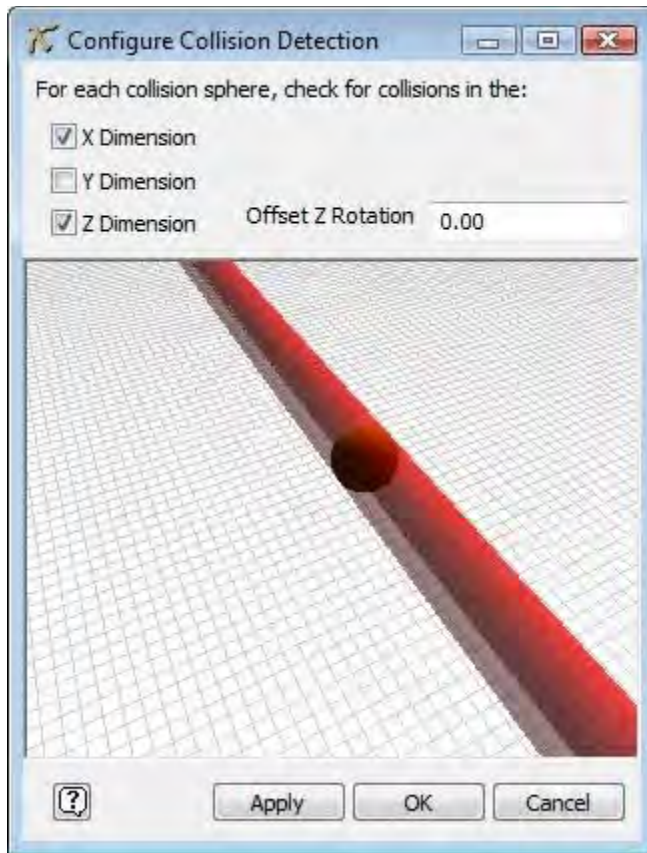 Configure Collision Detection
For each collision sphere, check for collisions in the:
X Dimension
Y Dimension
Z Dimension Offset Z Rotation 0.00
? Apply OK Cancel